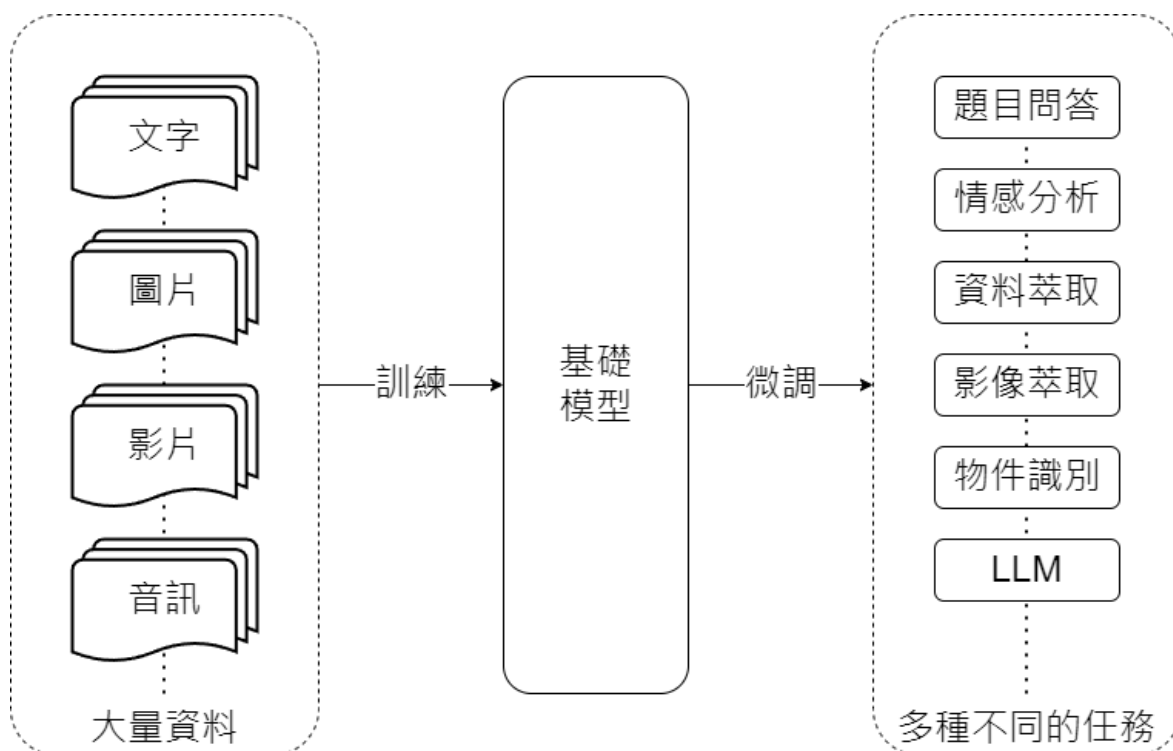 文字
圖片
影片
音訊
大量資料
訓練
基礎
模型
微調
題目問答
情感分析
資料萃取
影像萃取
物件識別
LLM
多種不同的任務